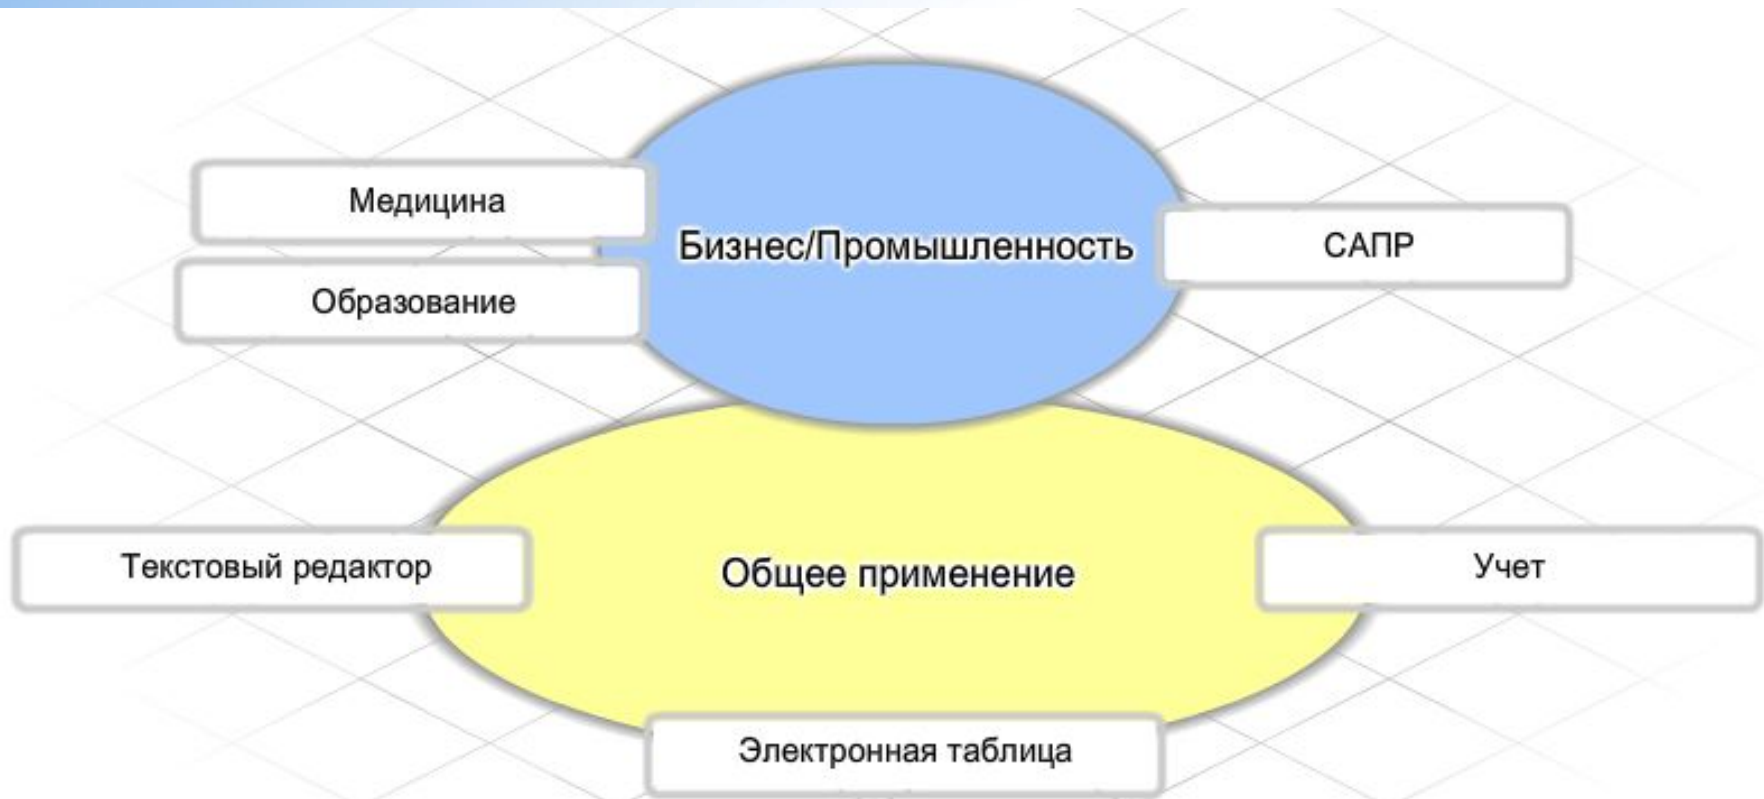 Медицина
Бизнес/Промышленность
САПР
Образование
Текстовый редактор
Общее применение
Учет
Электронная таблица